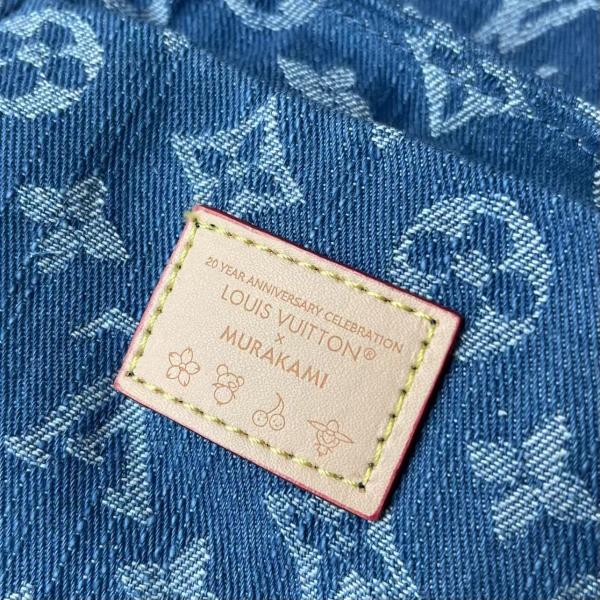 20 YEAR ANNIVERSARY CELEBRATION
LOUIS VUITTON®
×
MURAKAMI